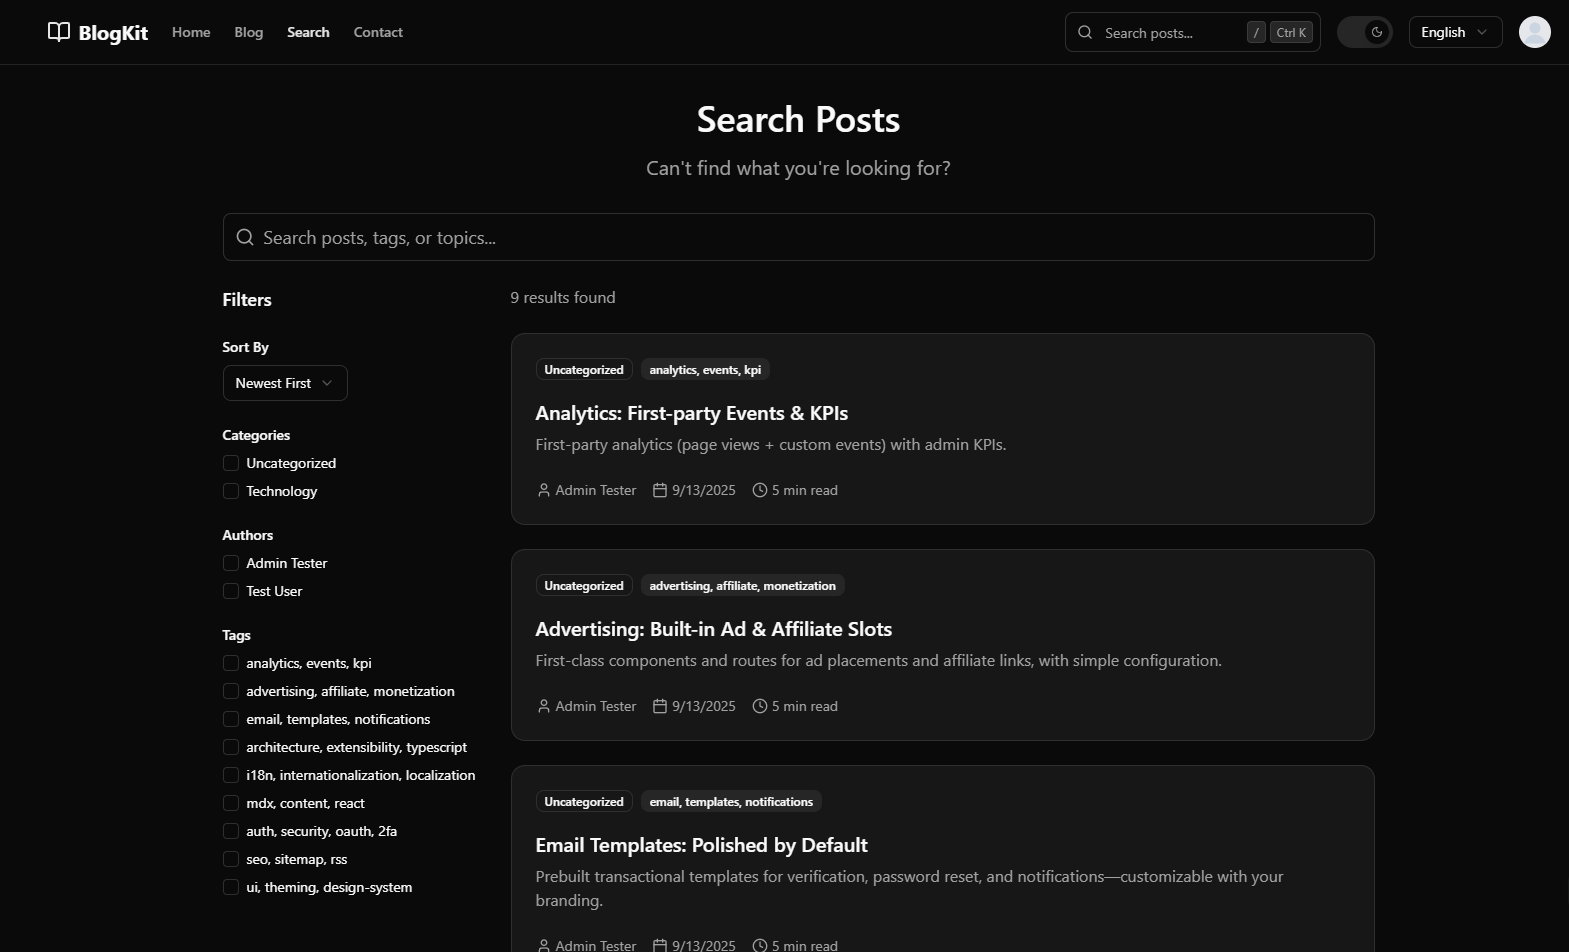 BlogKit
Home
Blog
Search
Contact
Search posts...
/
Ctrl K
English
Search Posts
Can't find what you're looking for?
Search posts, tags, or topics...
Filters
Sort By
Newest First
Categories
Uncategorized
Technology
Authors
Admin Tester
Test User
Tags
analytics, events, kpi
advertising, affiliate, monetization
email, templates, notifications
architecture, extensibility, typescript
i18n, internationalization, localization
mdx, content, react
auth, security, oauth, 2fa
seo, sitemap, rss
ui, theming, design-system
9 results found
Uncategorized
analytics, events, kpi
Analytics: First-party Events & KPIs
First-party analytics (page views + custom events) with admin KPIs.
Admin Tester 9/13/2025 5 min read
Uncategorized
advertising, affiliate, monetization
Advertising: Built-in Ad & Affiliate Slots
First-class components and routes for ad placements and affiliate links, with simple configuration.
Admin Tester 9/13/2025 5 min read
Uncategorized
email, templates, notifications
Email Templates: Polished by Default
Prebuilt transactional templates for verification, password reset, and notifications—customizable with your
branding.
Admin Tester 9/13/2025 5 min read